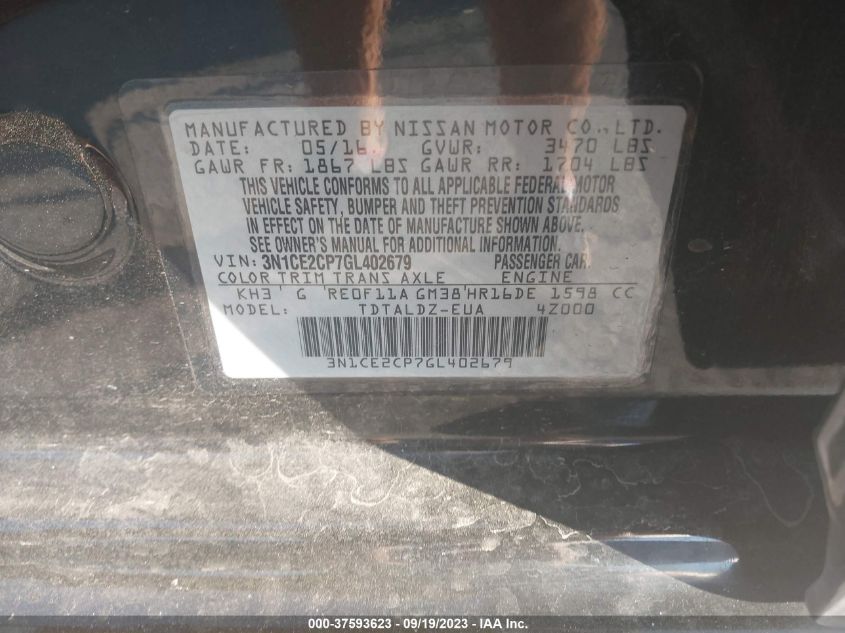 MANUFACTURED BY NISSAN MOTOR CO.,LTD.
DATE: 05/16 GVWR: 3470 LBS
GAWR FR: 1867 LBS GAWR RR: 1704 LBS
THIS VEHICLE CONFORMS TO ALL APPLICABLE FEDERAL MOTOR
VEHICLE SAFETY, BUMPER AND THEFT PREVENTION STANDARDS
IN EFFECT ON THE DATE OF MANUFACTURE SHOWN ABOVE.
SEE OWNER'S MANUAL FOR ADDITIONAL INFORMATION.
VIN: 3N1CE2CP7GL402679 PASSENGER CAR
COLOR TRIM TRANS AXLE ENGINE
KH3 G RE0F11A GM38 HR16DE 1598 CC
MODEL: TDTALDZ-EUA 4Z000
3N1CE2CP7GL402679
000-37593623 - 09/19/2023 - IAA Inc.